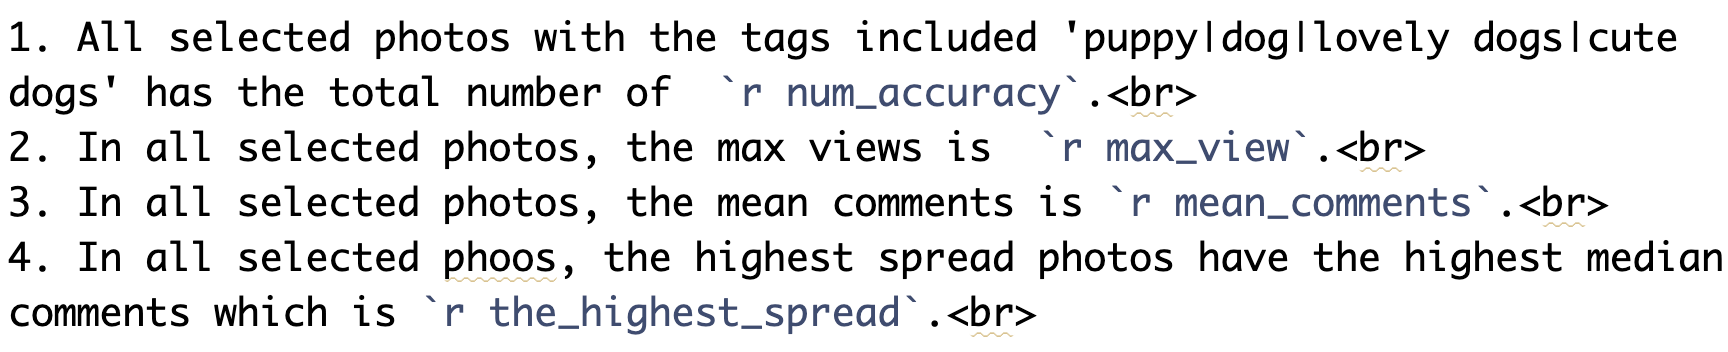 1. All selected photos with the tags included 'puppy|dog|lovely dogs|cute
dogs' has the total number of  `r num_accuracy`.<br>
2. In all selected photos, the max views is  `r max_view`.<br>
3. In all selected photos, the mean comments is `r mean_comments`.<br>
4. In all selected phoos, the highest spread photos have the highest median
comments which is `r the_highest_spread`.<br>